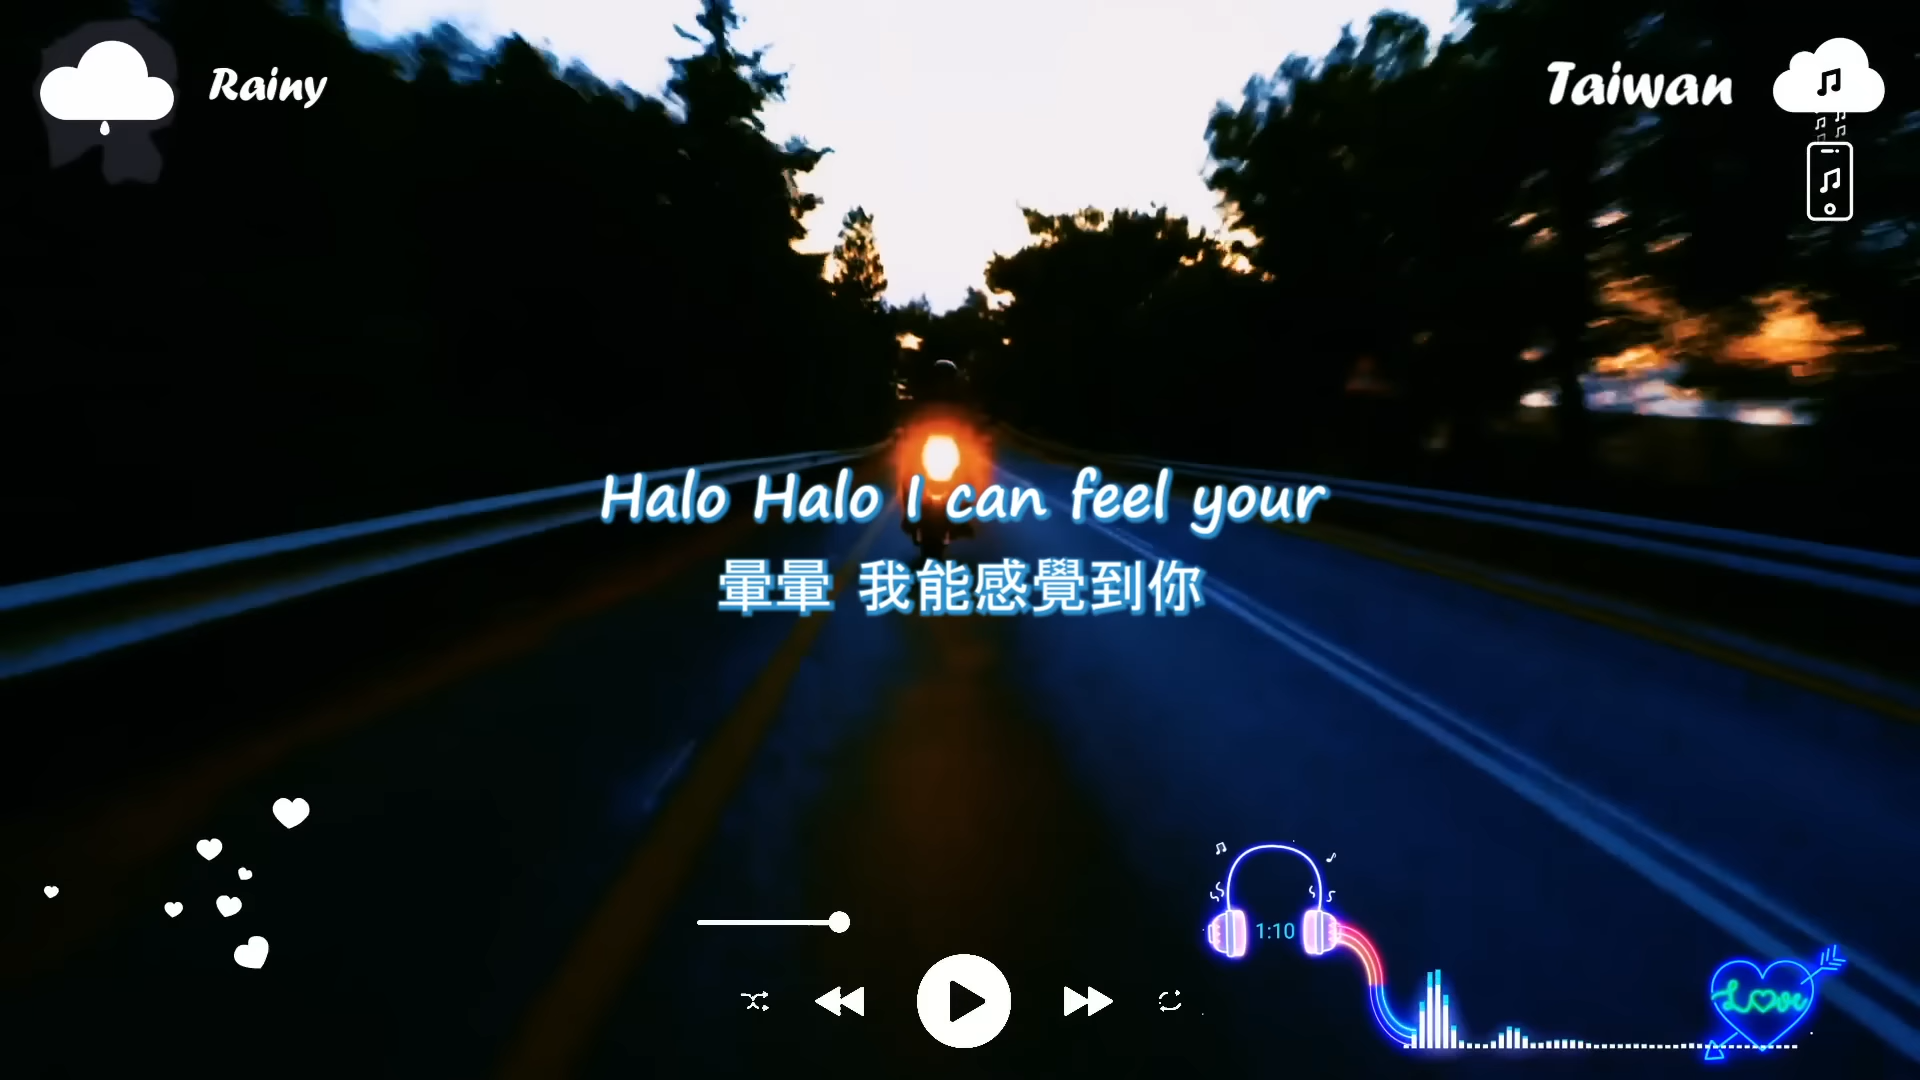 Rainy
Taiwan
Halo Halo I can feel your
暈暈 我能感覺到你
1:10
Love